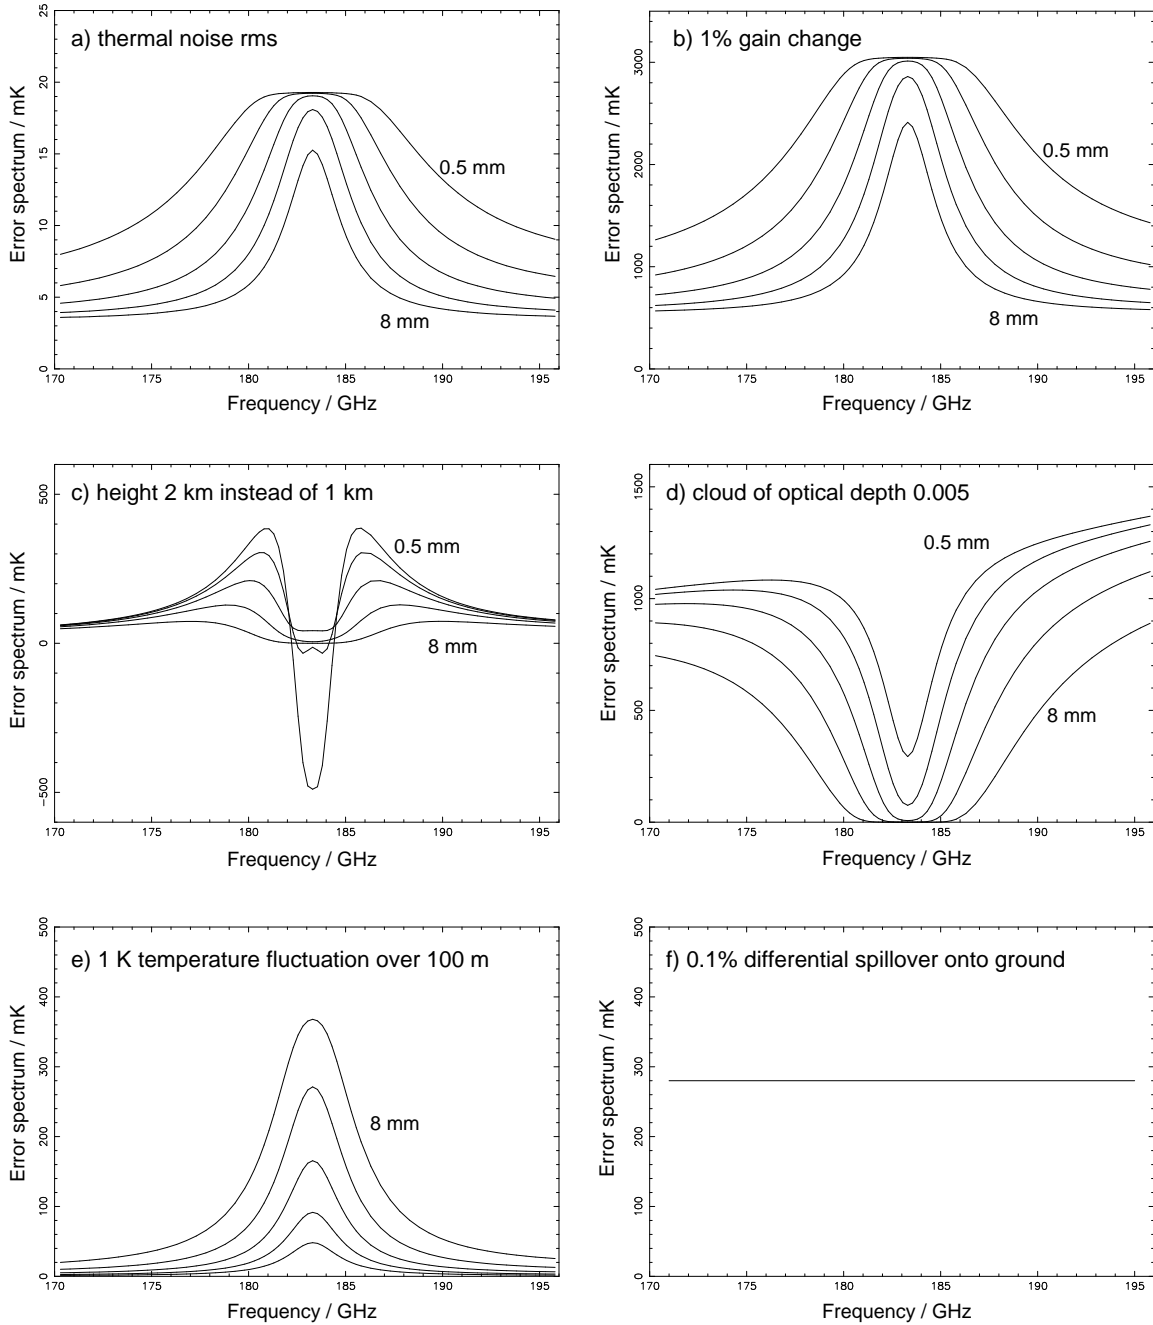 a) thermal noise rms
0.5 mm
8 mm
Error spectrum / mK
0 5 10 15 20 25
170 175 180 185 190 195
Frequency / GHz
b) 1% gain change
0.5 mm
8 mm
Error spectrum / mK
0 1000 2000 3000
170 175 180 185 190 195
Frequency / GHz
c) height 2 km instead of 1 km
0.5 mm
8 mm
Error spectrum / mK
−500 0 500
170 175 180 185 190 195
Frequency / GHz
d) cloud of optical depth 0.005
0.5 mm
8 mm
Error spectrum / mK
0 500 1000 1500
170 175 180 185 190 195
Frequency / GHz
e) 1 K temperature fluctuation over 100 m
8 mm
Error spectrum / mK
0 100 200 300 400 500
170 175 180 185 190 195
Frequency / GHz
f) 0.1% differential spillover onto ground
Error spectrum / mK
0 100 200 300 400 500
170 175 180 185 190 195
Frequency / GHz